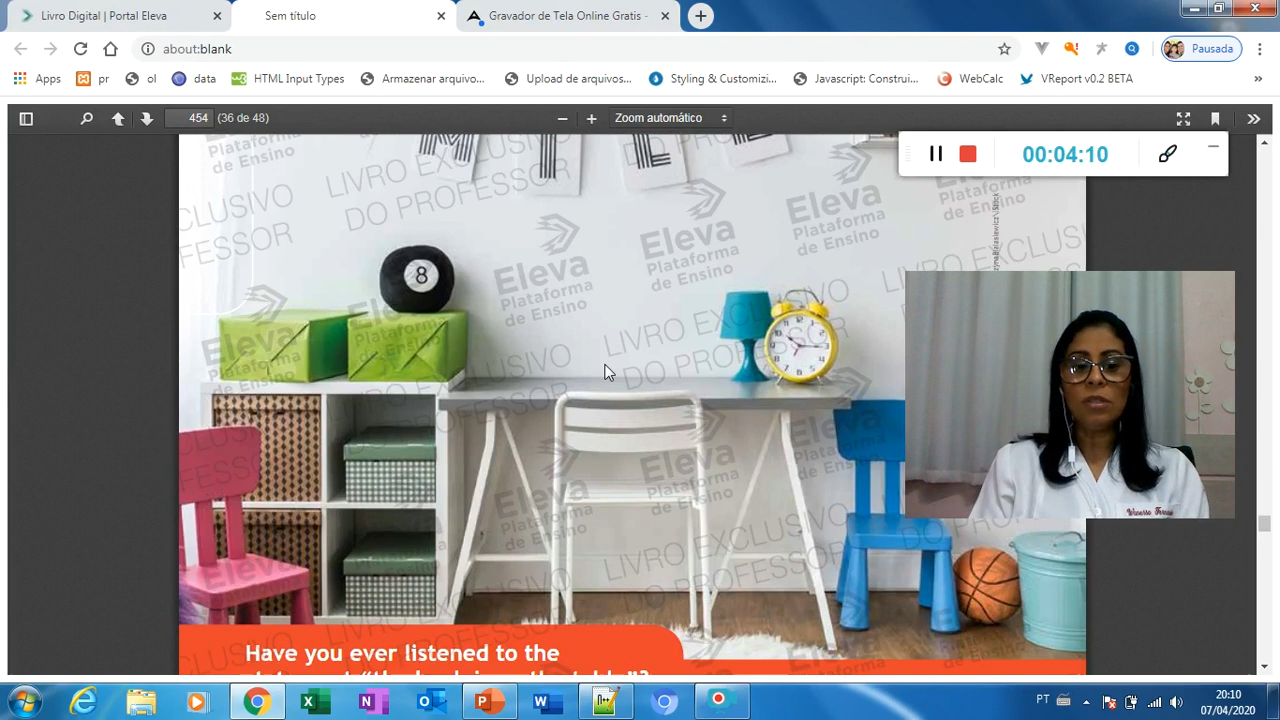 Livro Digital | Portal Eleva
Sem título
Gravador de Tela Online Gratis -
about:blank
Pausada
Apps
pr
ol
data
HTML Input Types
Armazenar arquivo...
Upload de arquivos...
Styling & Customizi...
Javascript: Construi...
WebCalc
VReport v0.2 BETA
454
(36 de 48)
Zoom automático
00:04:10
LIVRO EXCLUSIVO
DO PROFESSOR
Eleva
Plataforma
de Ensino
8
Have you ever listened to the
PT
20:10
07/04/2020